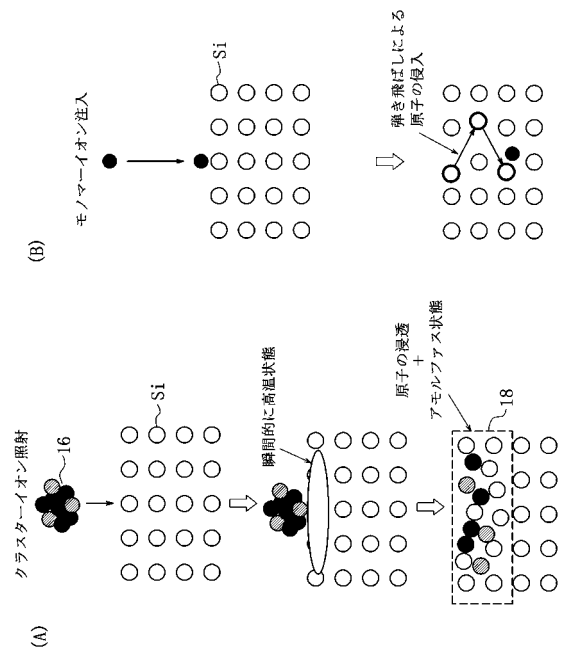 (A)
クラスターイオン照射
16
Si
瞬間的に高温状態
原子の浸透
+
アモルファス状態
18
(B)
モノマーイオン注入
Si
弾き飛ばしによる
原子の侵入